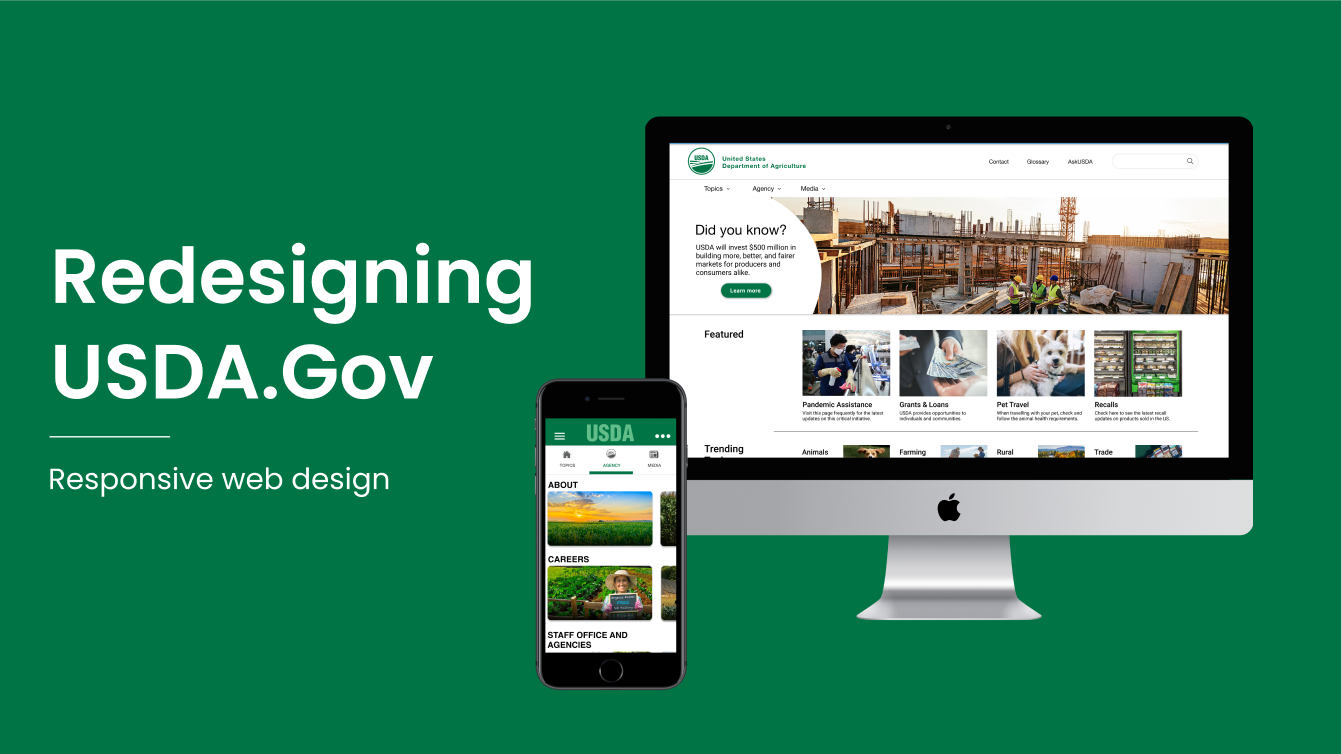 Redesigning
USDA.Gov
Responsive web design
USDA
United States
Department of Agriculture
Contact
Glossary
AskUSDA
Topics
Agency
Media
Did you know?
USDA will invest $500 million in
building more, better, and fairer
markets for producers and
consumers alike.
Learn more
Featured
Pandemic Assistance
Visit this page frequently for the latest
updates on this critical initiative.
Grants & Loans
USDA provides opportunities to
individuals and communities.
Pet Travel
When travelling with your pet, check and
follow the animal health requirements.
Recalls
Check here to see the latest recall
updates on products sold in the US.
Trending
Animals
Farming
Rural
Trade
USDA
TOPICS
AGENCY
MEDIA
ABOUT
CAREERS
STAFF OFFICE AND
AGENCIES